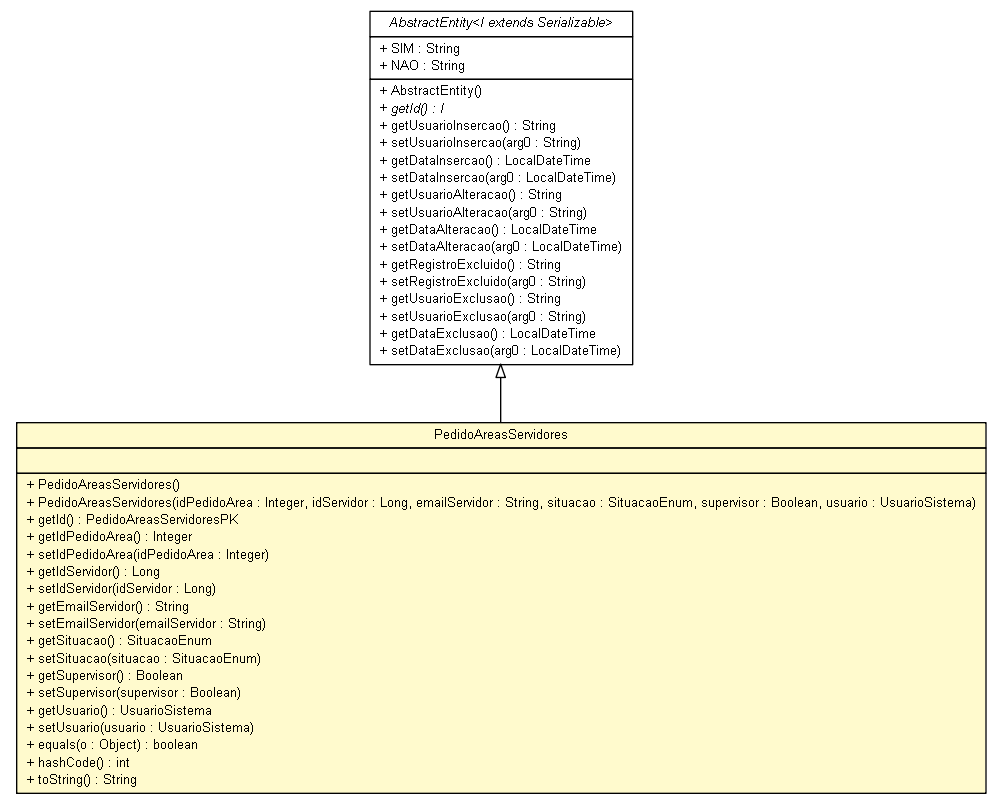 AbstractEntity<I extends Serializable>
+ SIM : String
+ NAO : String
+ AbstractEntity()
+ getId() : I
+ getUsuarioInsercao() : String
+ setUsuarioInsercao(arg0 : String)
+ getDataInsercao() : LocalDateTime
+ setDataInsercao(arg0 : LocalDateTime)
+ getUsuarioAlteracao() : String
+ setUsuarioAlteracao(arg0 : String)
+ getDataAlteracao() : LocalDateTime
+ setDataAlteracao(arg0 : LocalDateTime)
+ getRegistroExcluido() : String
+ setRegistroExcluido(arg0 : String)
+ getUsuarioExclusao() : String
+ setUsuarioExclusao(arg0 : String)
+ getDataExclusao() : LocalDateTime
+ setDataExclusao(arg0 : LocalDateTime)
PedidoAreasServidores
+ PedidoAreasServidores()
+ PedidoAreasServidores(idPedidoArea : Integer, idServidor : Long, emailServidor : String, situacao : SituacaoEnum, supervisor : Boolean, usuario : UsuarioSistema)
+ getId() : PedidoAreasServidoresPK
+ getIdPedidoArea() : Integer
+ setIdPedidoArea(idPedidoArea : Integer)
+ getIdServidor() : Long
+ setIdServidor(idServidor : Long)
+ getEmailServidor() : String
+ setEmailServidor(emailServidor : String)
+ getSituacao() : SituacaoEnum
+ setSituacao(situacao : SituacaoEnum)
+ getSupervisor() : Boolean
+ setSupervisor(supervisor : Boolean)
+ getUsuario() : UsuarioSistema
+ setUsuario(usuario : UsuarioSistema)
+ equals(o : Object) : boolean
+ hashCode() : int
+ toString() : String